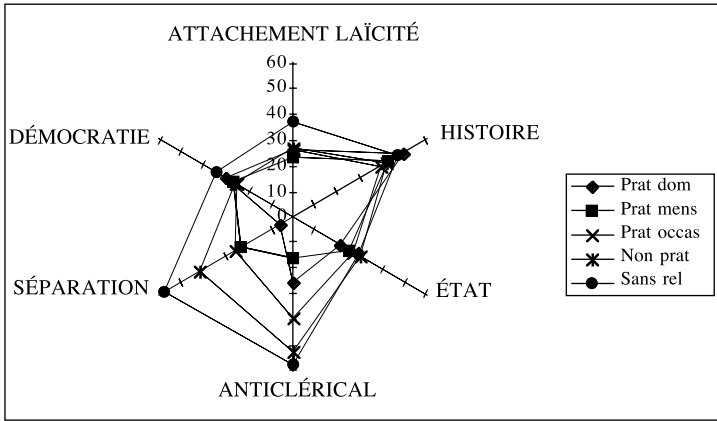 ATTACHEMENT LAÏCITÉ
60
50
40
30
20
10
0
DÉMOCRATIE
HISTOIRE
SÉPARATION
ÉTAT
ANTICLÉRICAL
Prat dom
Prat mens
Prat occas
Non prat
Sans rel